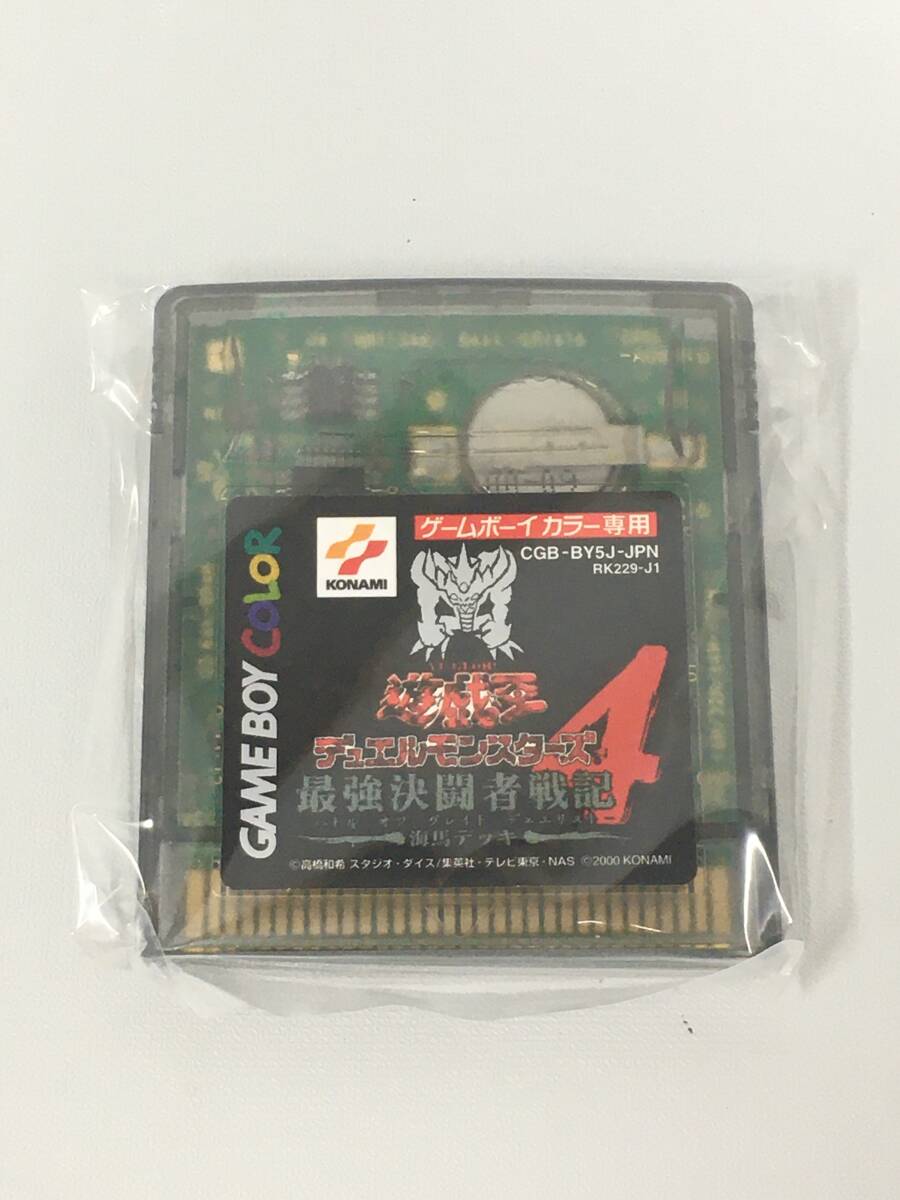 GAME BOY COLOR
KONAMI
ゲームボーイカラー専用
CGB-BY5J-JPN
RK229-J1
遊戯王
デュエルモンスターズ
4
最強決闘者戦記
バトル オブ グレイト デュエリスト
海馬デッキ
©高橋和希 スタジオ・ダイス/集英社・テレビ東京・NAS ©2000 KONAMI